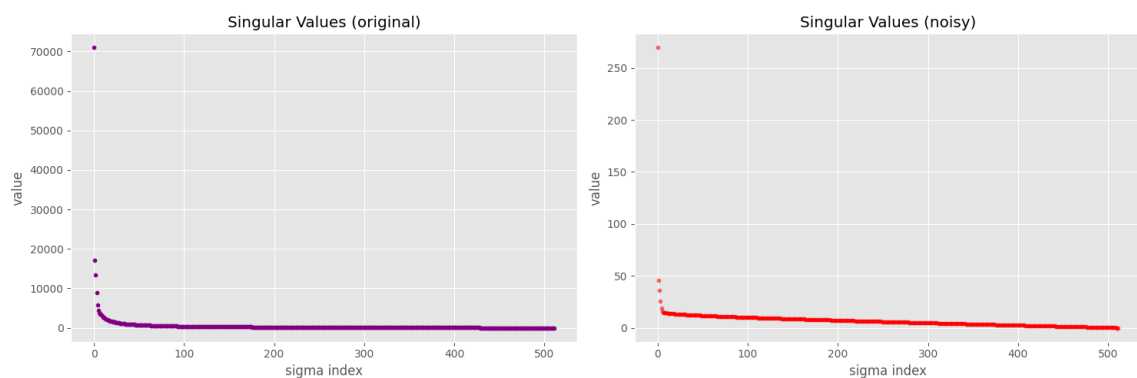 Singular Values (original)
value
70000
60000
50000
40000
30000
20000
10000
0
0 100 200 300 400 500
sigma index
Singular Values (noisy)
value
250
200
150
100
50
0
0 100 200 300 400 500
sigma index